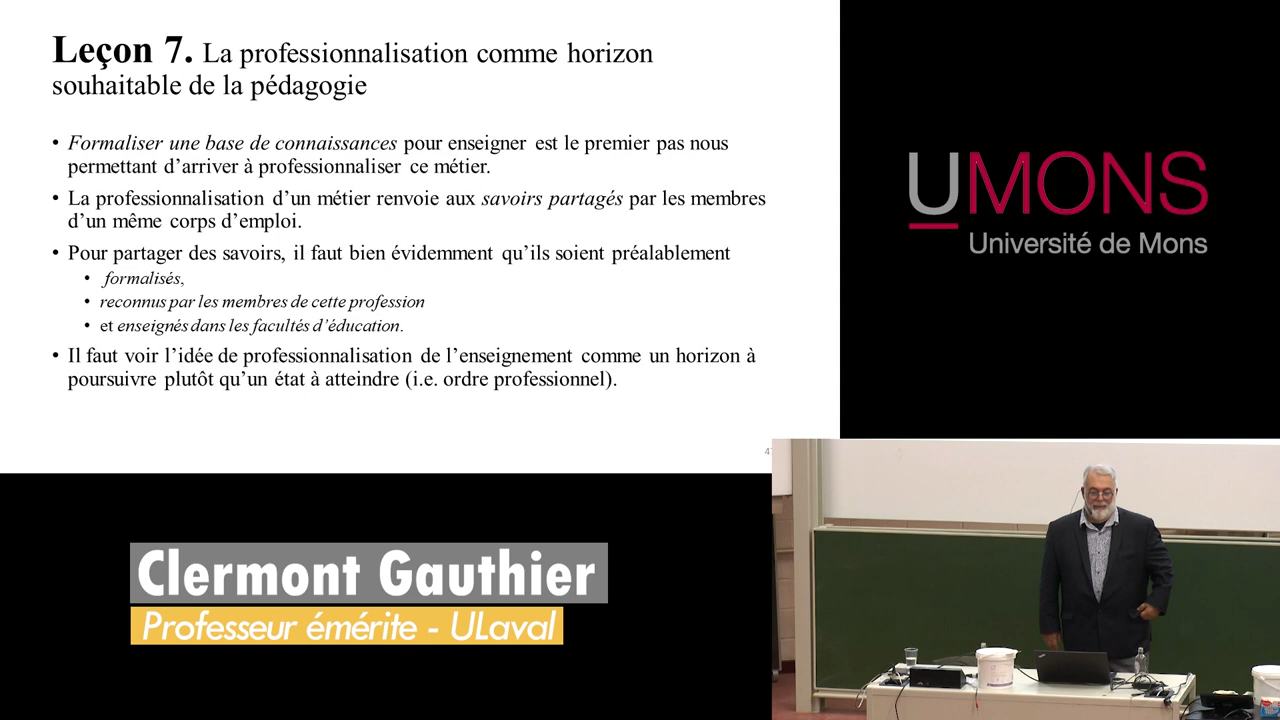 Leçon 7. La professionnalisation comme horizon
souhaitable de la pédagogie
• Formaliser une base de connaissances pour enseigner est le premier pas nous
permettant d’arriver à professionnaliser ce métier.
• La professionnalisation d’un métier renvoie aux savoirs partagés par les membres
d’un même corps d’emploi.
• Pour partager des savoirs, il faut bien évidemment qu’ils soient préalablement
• formalisés,
• reconnus par les membres de cette profession
• et enseignés dans les facultés d’éducation.
• Il faut voir l’idée de professionnalisation de l’enseignement comme un horizon à
poursuivre plutôt qu’un état à atteindre (i.e. ordre professionnel).
UMONS
Université de Mons
Clermont Gauthier
Professeur émérite - ULaval